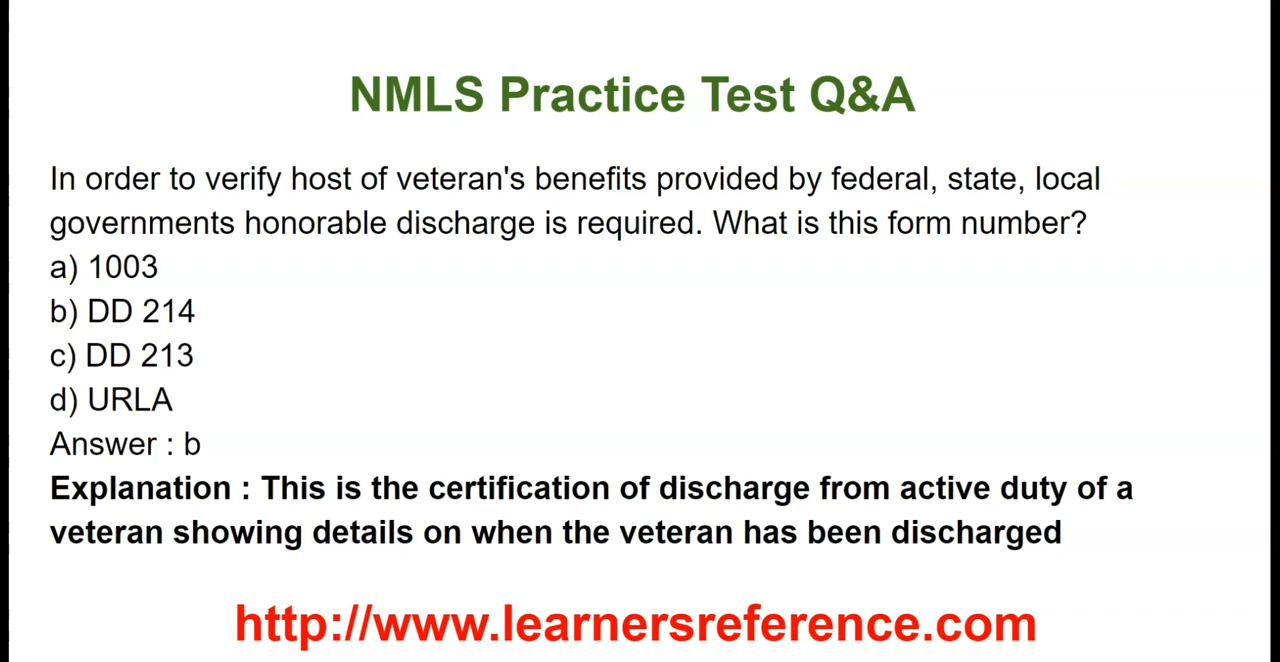 NMLS Practice Test Q&A
In order to verify host of veteran's benefits provided by federal, state, local
governments honorable discharge is required. What is this form number?
a) 1003
b) DD 214
c) DD 213
d) URLA
Answer : b
Explanation : This is the certification of discharge from active duty of a
veteran showing details on when the veteran has been discharged
http://www.learnersreference.com